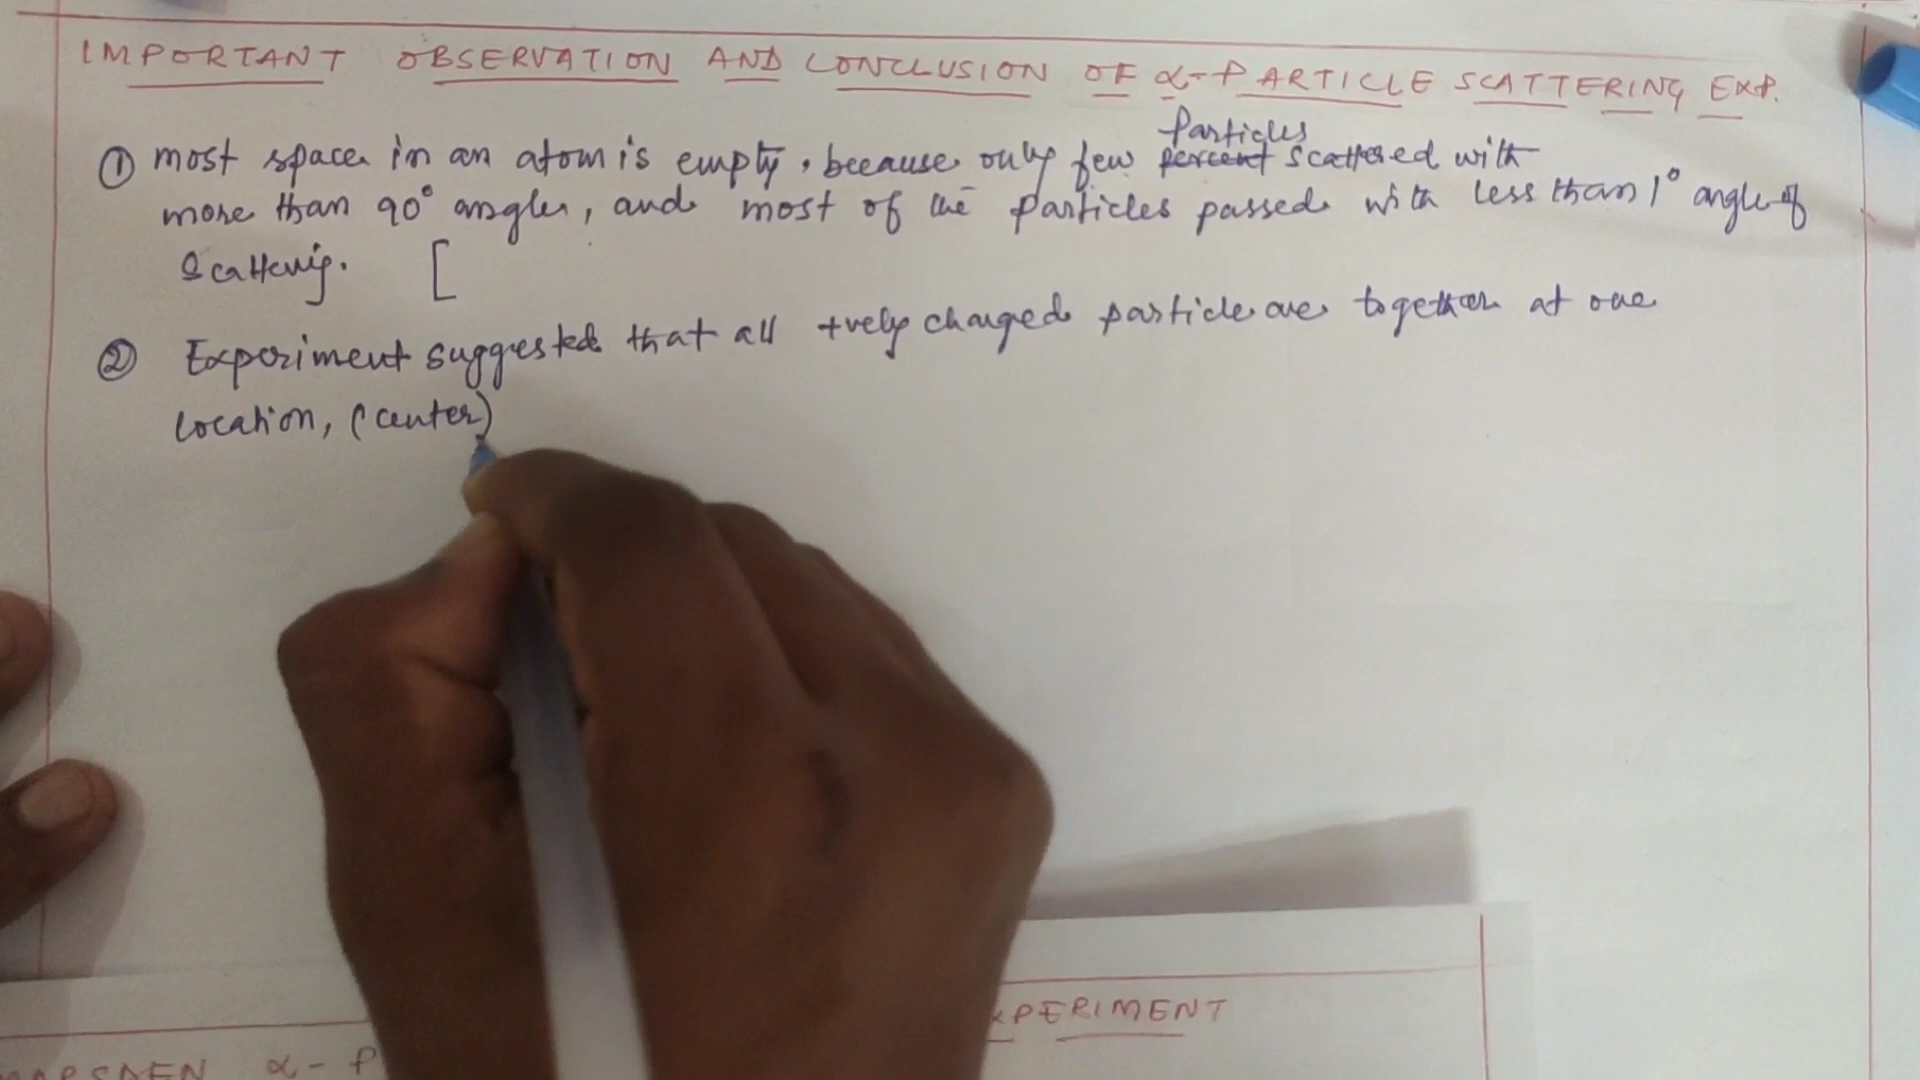 IMPORTANT OBSERVATION AND CONCLUSION OF α-PARTICLE SCATTERING EXP.
① most space in an atom is empty, because only few percent particles scattered with
more than 90° angles, and most of the particles passed with less than 1° angle of
Scattering. [
② Experiment suggested that all +vely charged particle are together at one
location, (center)
XPERIMENT
MARSDEN α-P